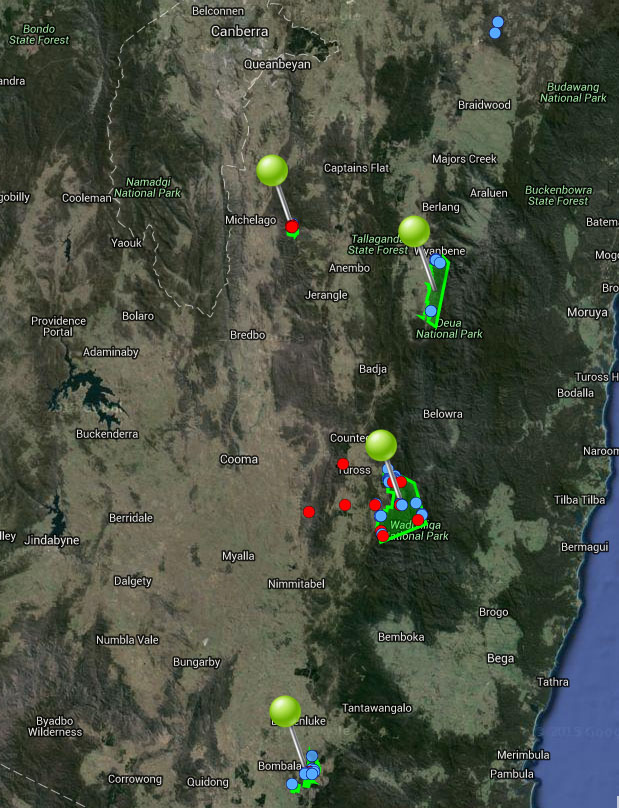 Belconnen
Bondo
State Forest
Canberra
Queanbeyan
Budawang
National Park
Braidwood
Captains Flat
Majors Creek
Namadgi
National Park
Cooleman
Araluen
Buckenbowra
State Forest
Berlang
Michelago
Yaouk
Tallaganda
State Forest
Anembo
Jerangle
Providence
Portal
Bolaro
Moruya
Deua
National Park
Bredbo
Adaminaby
Badja
Bodalla
Belowra
Buckenderra
Cooma
Tuross
Tilba Tilba
Berridale
Jindabyne
National Park
Bermagui
Myalla
Dalgety
Nimmitabel
Brogo
Numbla Vale
Bemboka
Bungarby
Bega
Tathra
Tantawangalo
Byadbo
Wilderness
Merimbula
Bombala
Pambula
Corrowong
Quidong